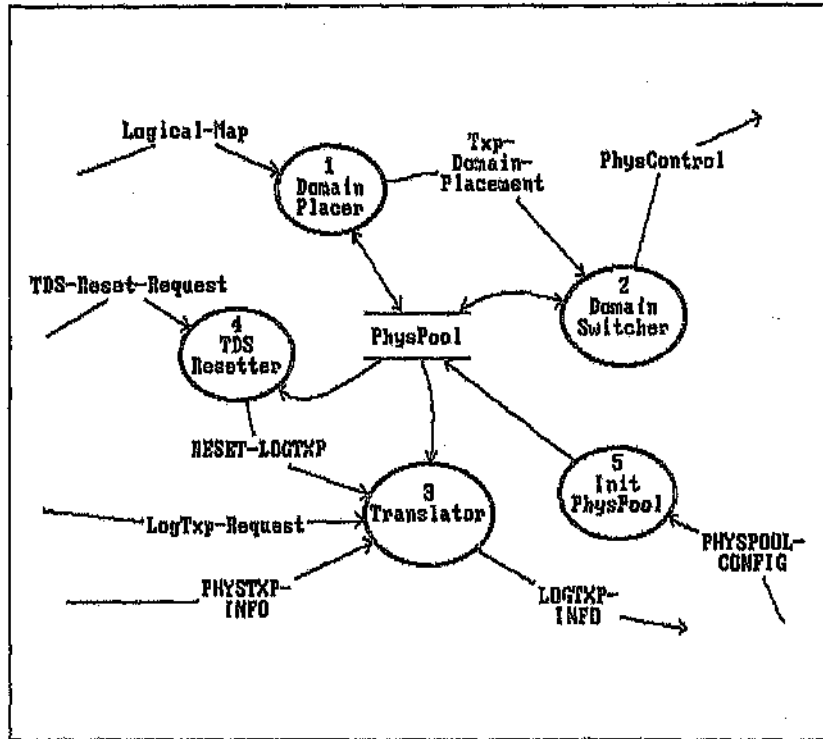 Logical-Map
Txp-
Domain-
Placement
PhysControl
1
Domain
Placer
TDS-Reset-Request
2
Domain
Switcher
4
TDS
Resetter
PhysPool
RESET-LOGTXP
3
Translator
5
Init
PhysPool
LogTxp-Request
PHYSPOOL-
CONFIG
PHYSTXP-
INFO
LOGTXP-
INFO